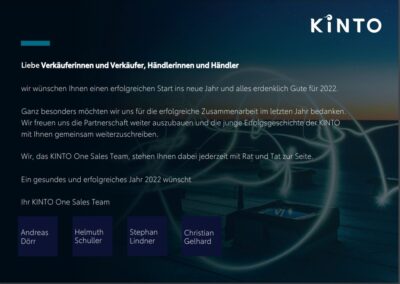 KINTO
Liebe Verkäuferinnen und Verkäufer, Händlerinnen und Händler
wir wünschen Ihnen einen erfolgreichen Start ins neue Jahr und alles erdenklich Gute für 2022.
Ganz besonders möchten wir uns für die erfolgreiche Zusammenarbeit im letzten Jahr bedanken.
Wir freuen uns die Partnerschaft weiter auszubauen und die junge Erfolgsgeschichte der KINTO
mit Ihnen gemeinsam weiterzuschreiben.
Wir, das KINTO One Sales Team, stehen Ihnen dabei jederzeit mit Rat und Tat zur Seite.
Ein gesundes und erfolgreiches Jahr 2022 wünscht
Ihr KINTO One Sales Team
Andreas
Dörr
Helmuth
Schuller
Stephan
Lindner
Christian
Gelhard